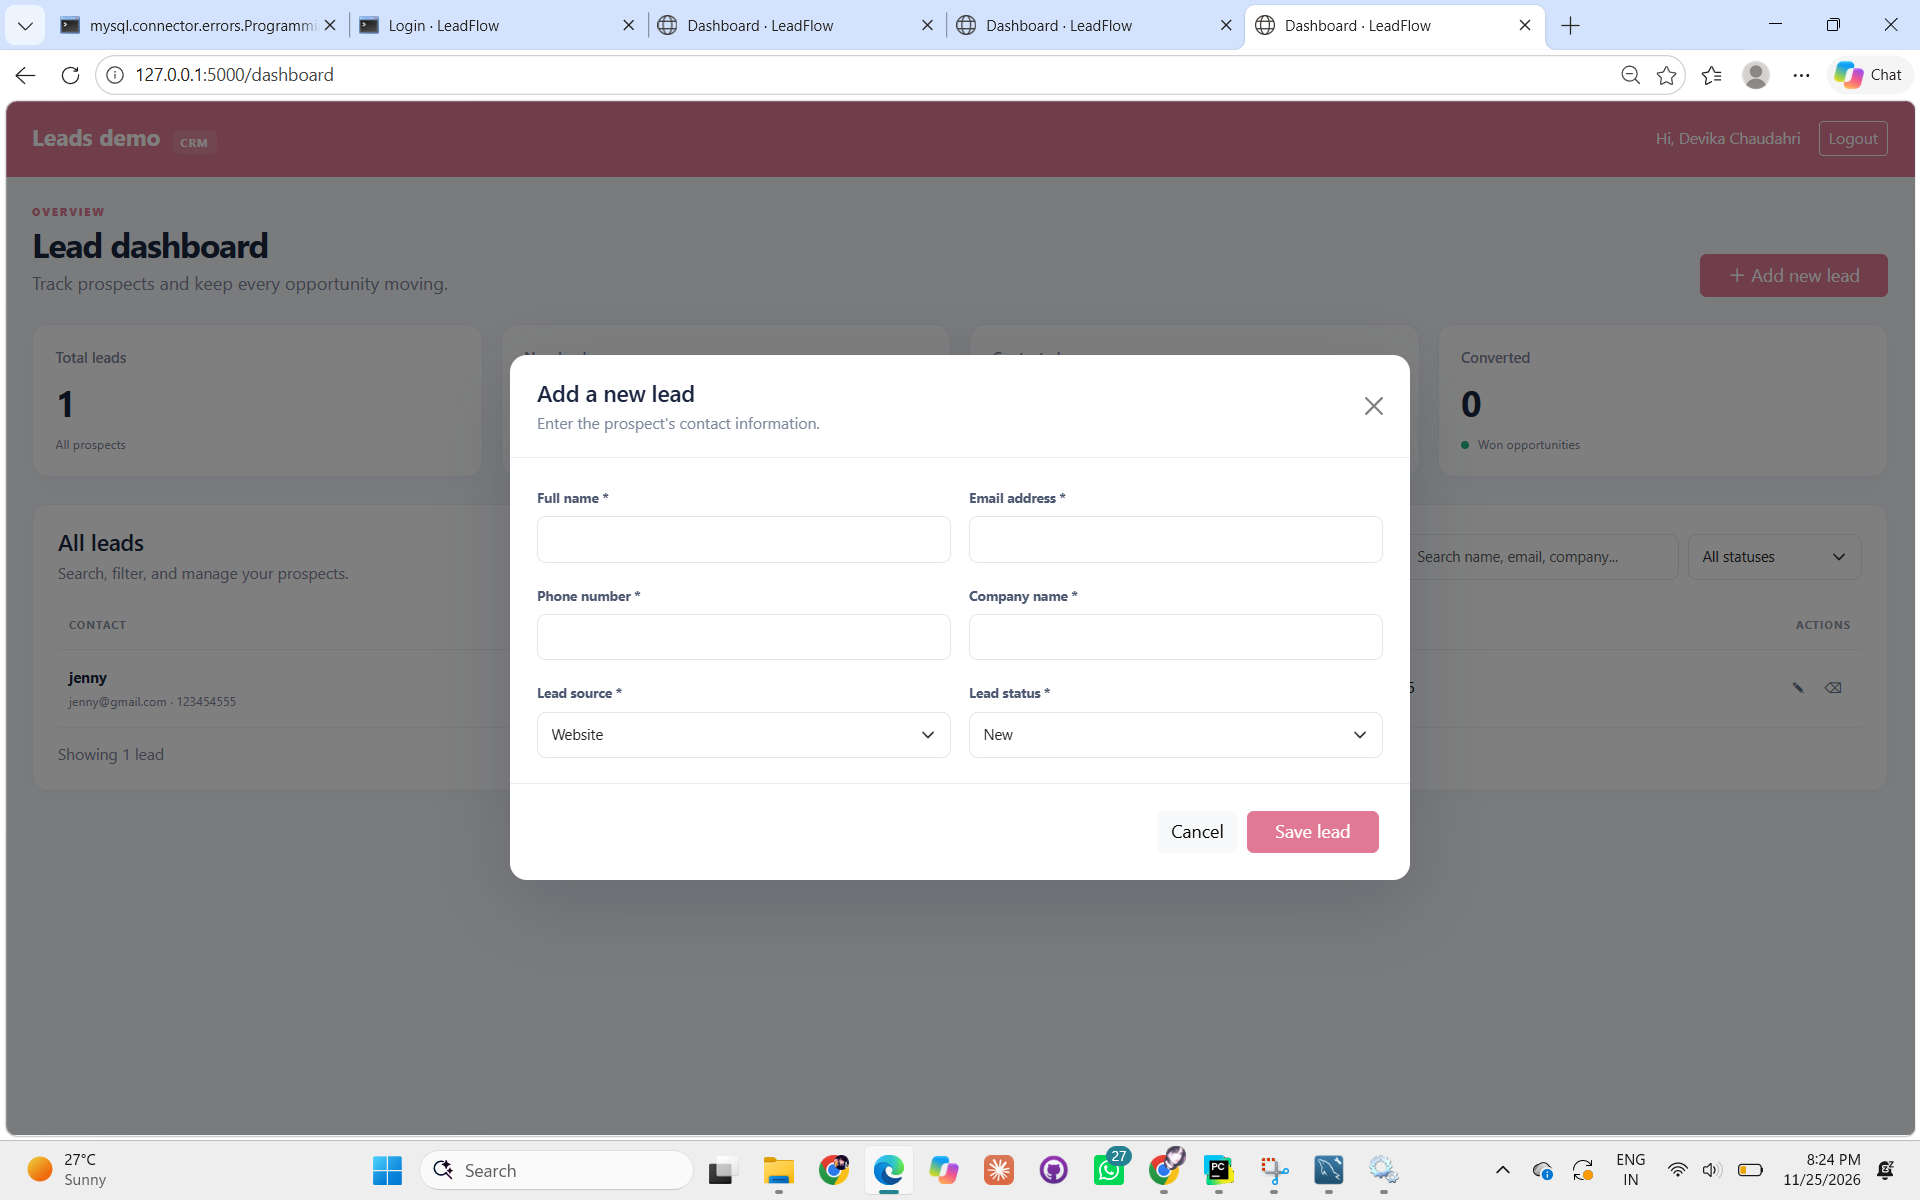 mysql.connector.errors.Programmi
Login · LeadFlow
Dashboard · LeadFlow
Dashboard · LeadFlow
Dashboard · LeadFlow
127.0.0.1:5000/dashboard
Chat
Leads demo CRM
Hi, Devika Chaudahri
Logout
OVERVIEW
Lead dashboard
Track prospects and keep every opportunity moving.
+ Add new lead
Total leads
1
All prospects
Converted
0
Won opportunities
Add a new lead
Enter the prospect's contact information.
Full name *
Email address *
Phone number *
Company name *
Lead source *
Lead status *
Website
New
Cancel
Save lead
All leads
Search, filter, and manage your prospects.
Search name, email, company...
All statuses
CONTACT
ACTIONS
jenny
jenny@gmail.com · 123454555
Showing 1 lead
27°C
Sunny
Search
27
PC
ENG
IN
8:24 PM
11/25/2026